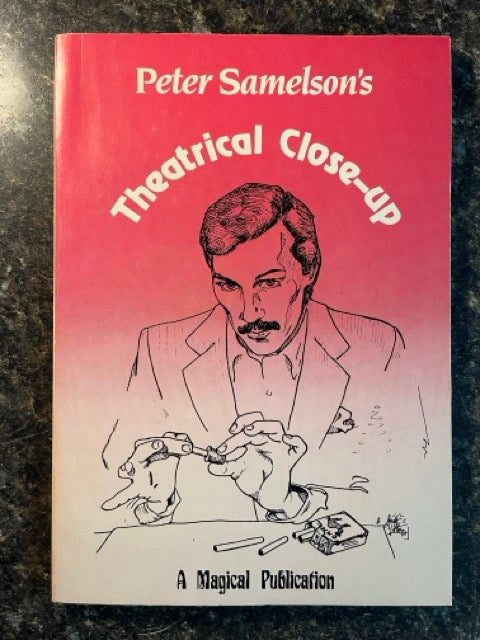 Peter Samelson's
Theatrical Close-up
A Magical Publication